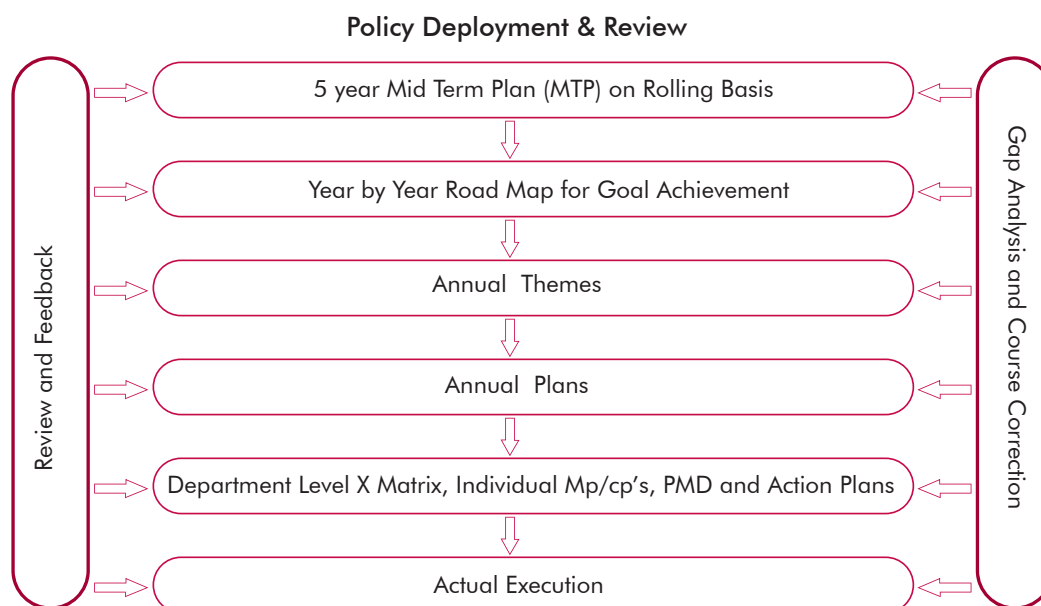 Policy Deployment & Review
5 year Mid Term Plan (MTP) on Rolling Basis
Year by Year Road Map for Goal Achievement
Annual Themes
Annual Plans
Department Level X Matrix, Individual Mp/cp’s, PMD and Action Plans
Actual Execution
Review and Feedback
Gap Analysis and Course Correction